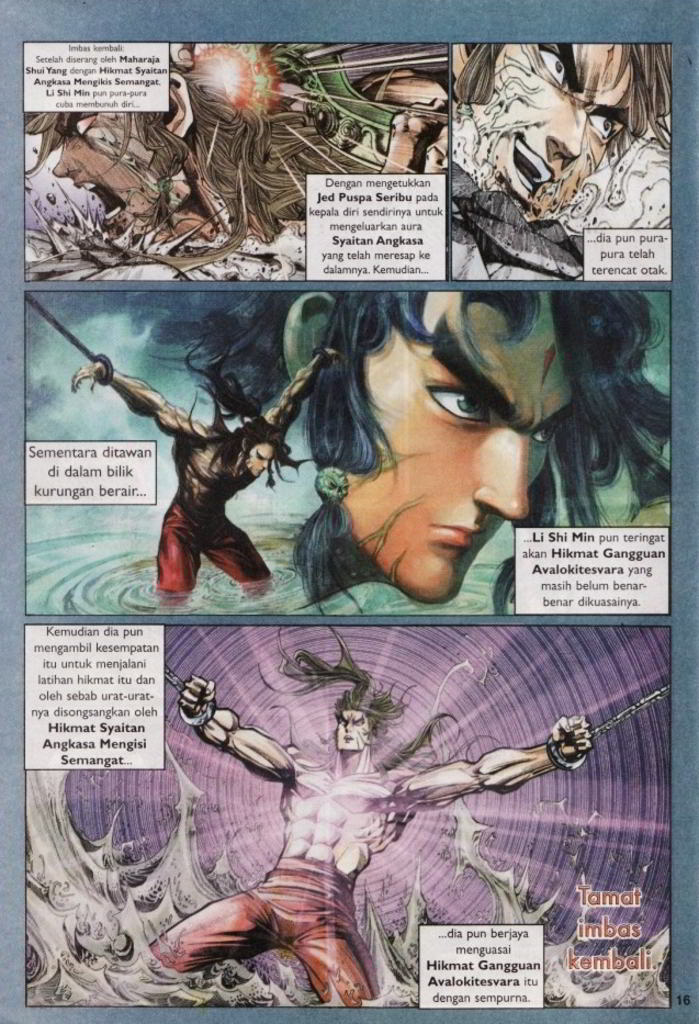 Imbas kembali:
Setelah diserang oleh Maharaja
Shui Yang dengan Hikmat Syaitan
Angkasa Mengikis Semangat,
Li Shi Min pun pura-pura
cuba membunuh diri...
Dengan mengetukkan
Jed Puspa Seribu pada
kepala diri sendirinya untuk
mengeluarkan aura
Syaitan Angkasa
yang telah meresap ke
dalamnya. Kemudian...
...dia pun pura-
pura telah
terencat otak.
Sementara ditawan
di dalam bilik
kurungan berair...
...Li Shi Min pun teringat
akan Hikmat Gangguan
Avalokitesvara yang
masih belum benar-
benar dikuasainya.
Kemudian dia pun
mengambil kesempatan
itu untuk menjalani
latihan hikmat itu dan
oleh sebab urat-urat-
nya disongsangkan oleh
Hikmat Syaitan
Angkasa Mengisi
Semangat...
...dia pun berjaya
menguasai
Hikmat Gangguan
Avalokitesvara itu
dengan sempurna.
Tamat
imbas
kembali.
16